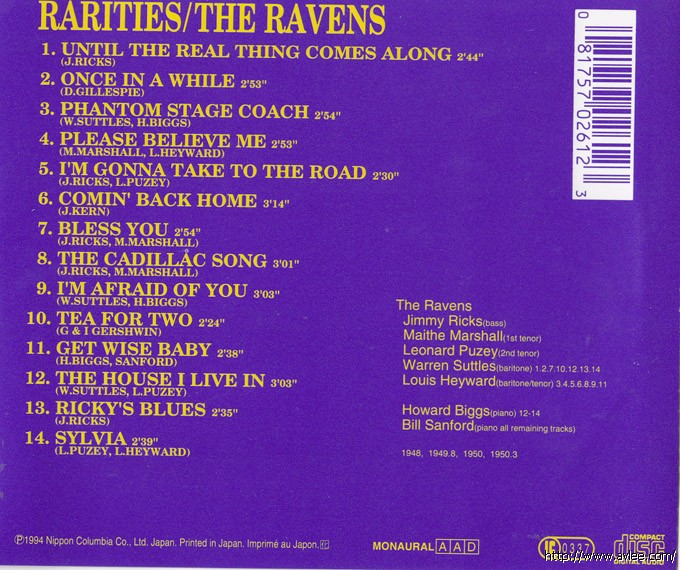 RARITIES/THE RAVENS
1. UNTIL THE REAL THING COMES ALONG 2'44"
(J.RICKS)
2. ONCE IN A WHILE 2'53"
(D.GILLESPIE)
3. PHANTOM STAGE COACH 2'54"
(W.SUTTLES, H.BIGGS)
4. PLEASE BELIEVE ME 2'53"
(M.MARSHALL, L.HEYWARD)
5. I'M GONNA TAKE TO THE ROAD 2'30"
(J.RICKS, L.PUZEY)
6. COMIN' BACK HOME 3'14"
(J.KERN)
7. BLESS YOU 2'54"
(J.RICKS, M.MARSHALL)
8. THE CADILLÅC SONG 3'01"
(J.RICKS, M.MARSHALL)
9. I'M AFRAID OF YOU 3'03"
(W.SUTTLES, H.BIGGS)
10. TEA FOR TWO 2'24"
(G & I GERSHWIN)
11. GET WISE BABY 2'38"
(H.BIGGS, SANFORD)
12. THE HOUSE I LIVE IN 3'03"
(W.SUTTLES, L.PUZEY)
13. RICKY'S BLUES 2'35"
(J.RICKS)
14. SYLVIA 2'39"
(L.PUZEY, L.HEYWARD)
0 81757 02612 3
The Ravens
Jimmy Ricks(bass)
Maithe Marshall(1st tenor)
Leonard Puzey(2nd tenor)
Warren Suttles(baritone) 1.2.7.10.12.13.14
Louis Heyward(baritone/tenor) 3.4.5.6.8.9.11
Howard Biggs(piano) 12-14
Bill Sanford(piano all remaining tracks)
1948, 1949.8, 1950, 1950.3
Ⓟ1994 Nippon Columbia Co., Ltd. Japan. Printed in Japan. Imprimé au Japon.
MONAURAL AAD
10337
COMPACT
disc
DIGITAL AUDIO
http://www.avlee.com/